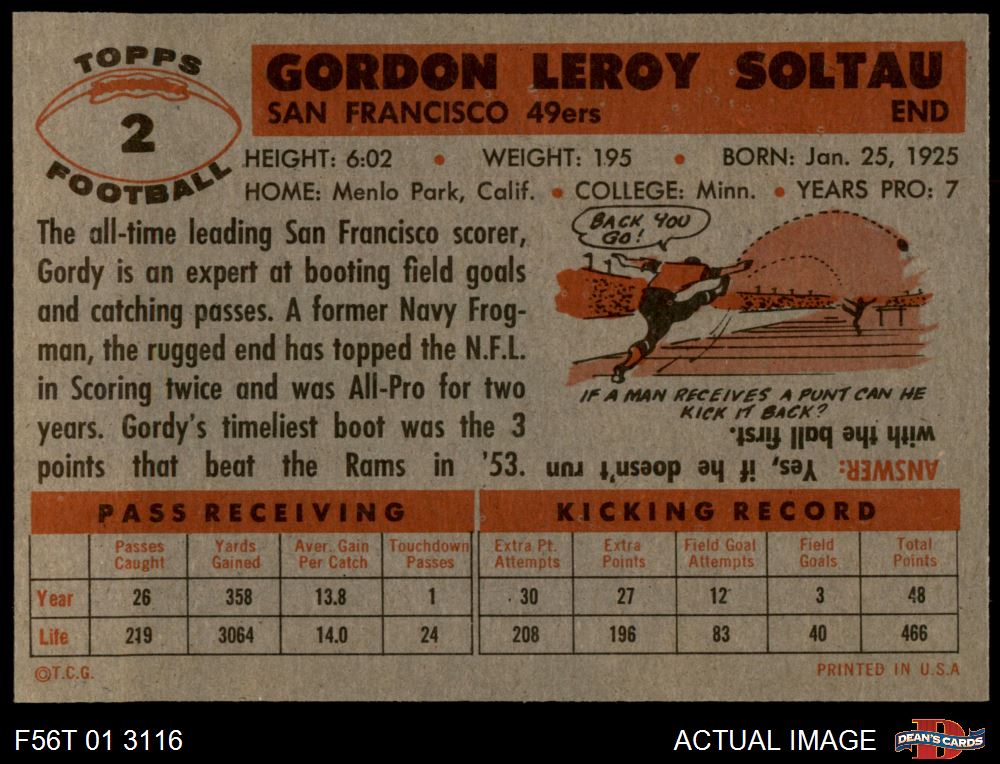 TOPPS
2
FOOTBALL
GORDON LEROY SOLTAU
SAN FRANCISCO 49ers END
HEIGHT: 6:02 • WEIGHT: 195 • BORN: Jan. 25, 1925
HOME: Menlo Park, Calif. • COLLEGE: Minn. • YEARS PRO: 7
The all-time leading San Francisco scorer,
Gordy is an expert at booting field goals
and catching passes. A former Navy Frog-
man, the rugged end has topped the N.F.L.
in Scoring twice and was All-Pro for two
years. Gordy's timeliest boot was the 3
points that beat the Rams in '53.
BACK YOU
GO!
IF A MAN RECEIVES A PUNT CAN HE
KICK IT BACK?
ANSWER: Yes, if he doesn't run
with the ball first.
PASS RECEIVING
Passes Caught Yards Gained Aver. Gain Per Catch Touchdown Passes
Year 26 358 13.8 1
Life 219 3064 14.0 24
KICKING RECORD
Extra Pt. Attempts Extra Points Field Goal Attempts Field Goals Total Points
30 27 12 3 48
208 196 83 40 466
©T.C.G. PRINTED IN U.S.A
F56T 01 3116 ACTUAL IMAGE DEAN'S CARDS